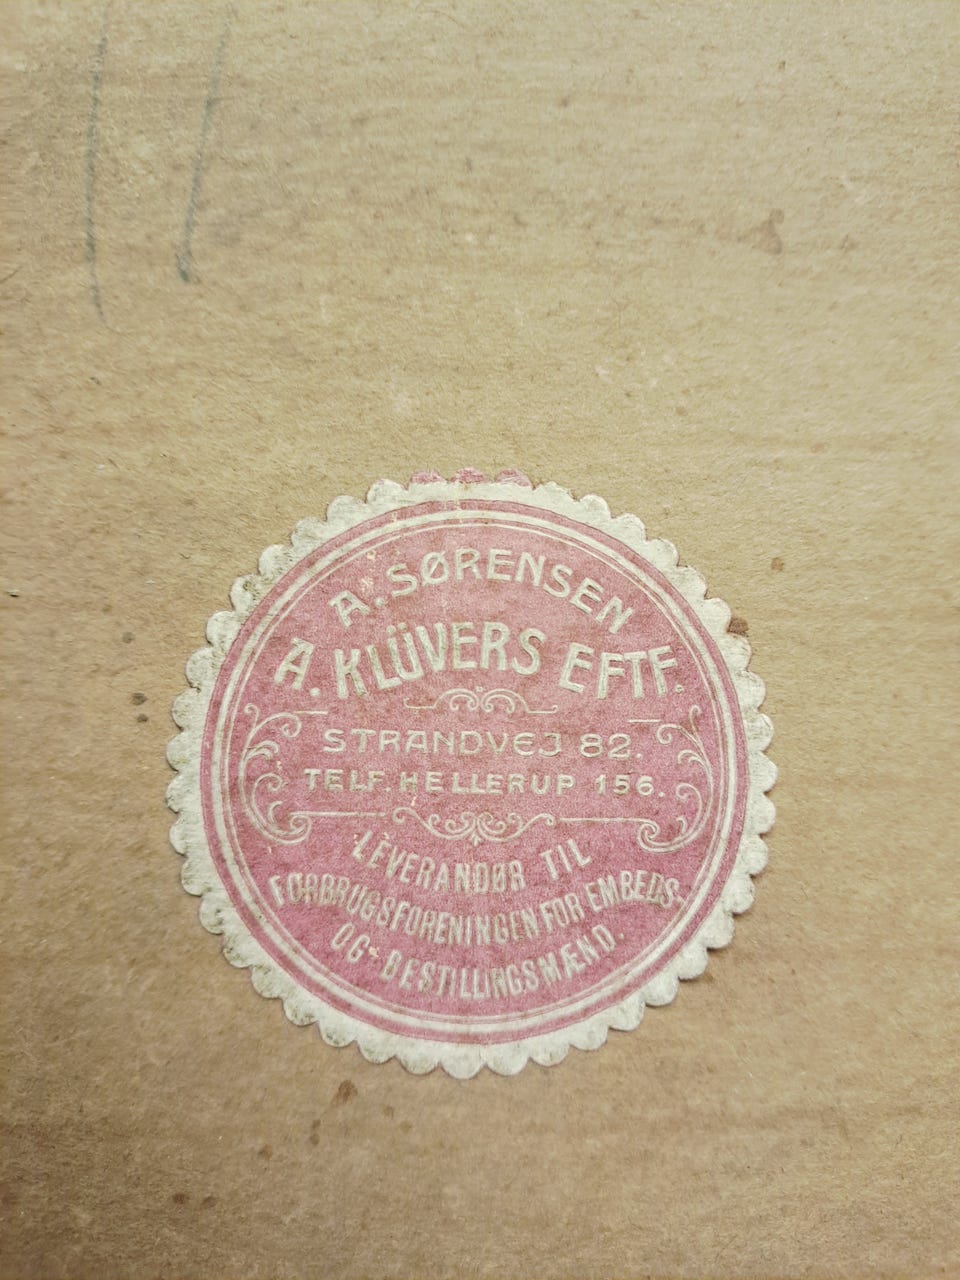 A. SØRENSEN
A. KLÜVERS EFTF.
STRANDVEJ 82.
TELF. HELLERUP 156.
LEVERANDØR TIL
FORBRUGSFORENINGEN FOR EMBEDS-
OG BESTILLINGSMÆND.